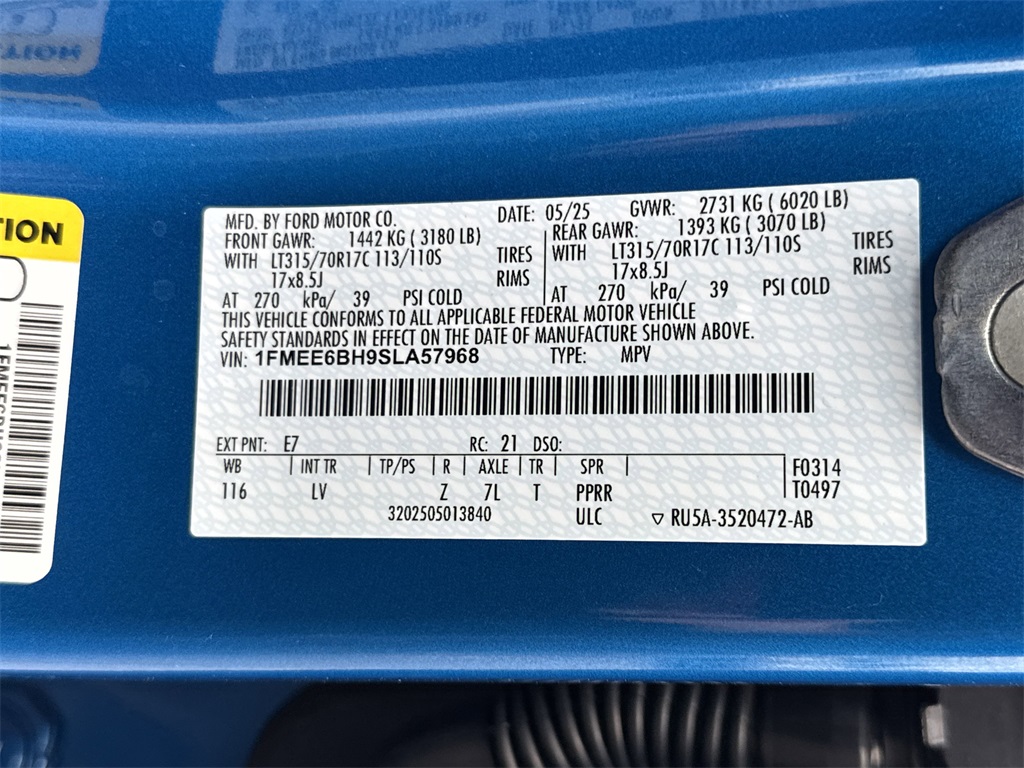 MFD. BY FORD MOTOR CO. DATE: 05/25 GVWR: 2731 KG ( 6020 LB)
FRONT GAWR: 1442 KG ( 3180 LB) REAR GAWR: 1393 KG ( 3070 LB)
WITH LT315/70R17C 113/110S TIRES WITH LT315/70R17C 113/110S TIRES
17x8.5J RIMS 17x8.5J RIMS
AT 270 kPa/ 39 PSI COLD AT 270 kPa/ 39 PSI COLD
THIS VEHICLE CONFORMS TO ALL APPLICABLE FEDERAL MOTOR VEHICLE
SAFETY STANDARDS IN EFFECT ON THE DATE OF MANUFACTURE SHOWN ABOVE.
VIN: 1FMEE6BH9SLA57968 TYPE: MPV
EXT PNT: E7 RC: 21 DSO:
WB INT TR TP/PS R AXLE TR SPR F0314
116 LV Z 7L T PPRR T0497
3202505013840 ULC RU5A-3520472-AB
TION